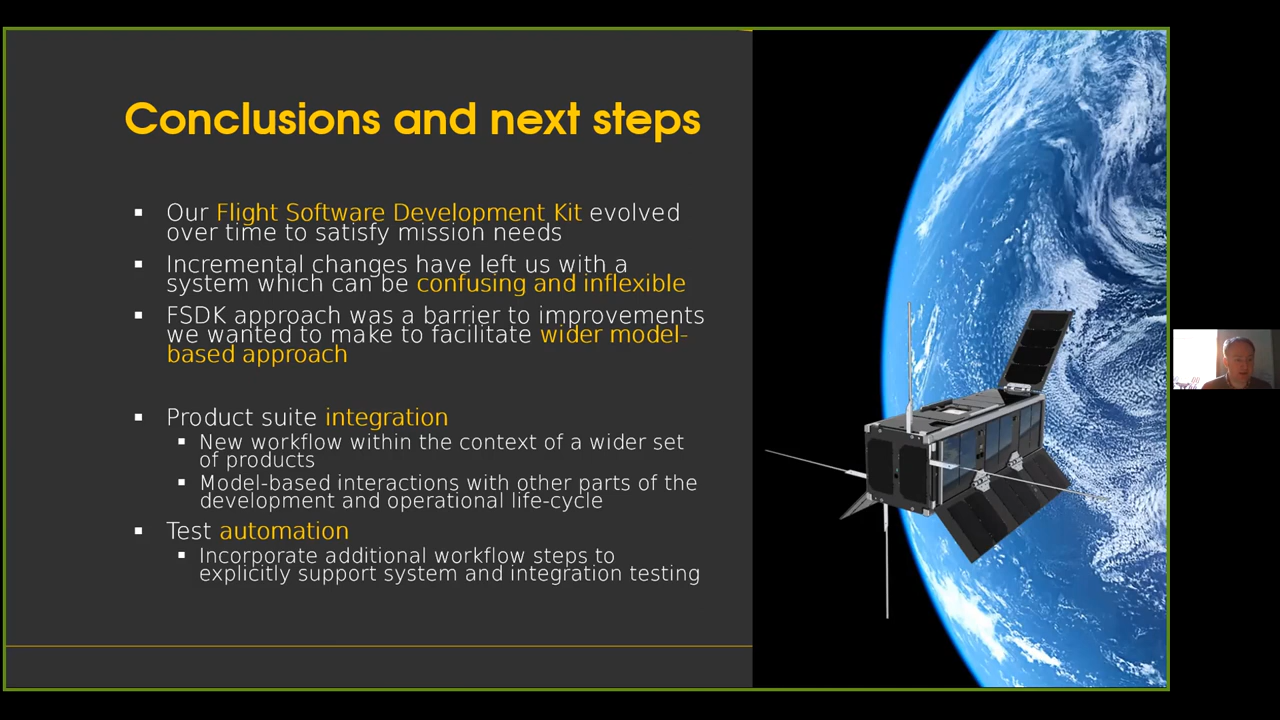 Conclusions and next steps
▪ Our Flight Software Development Kit evolved
over time to satisfy mission needs
▪ Incremental changes have left us with a
system which can be confusing and inflexible
▪ FSDK approach was a barrier to improvements
we wanted to make to facilitate wider model-
based approach
▪ Product suite integration
▪ New workflow within the context of a wider set
of products
▪ Model-based interactions with other parts of the
development and operational life-cycle
▪ Test automation
▪ Incorporate additional workflow steps to
explicitly support system and integration testing